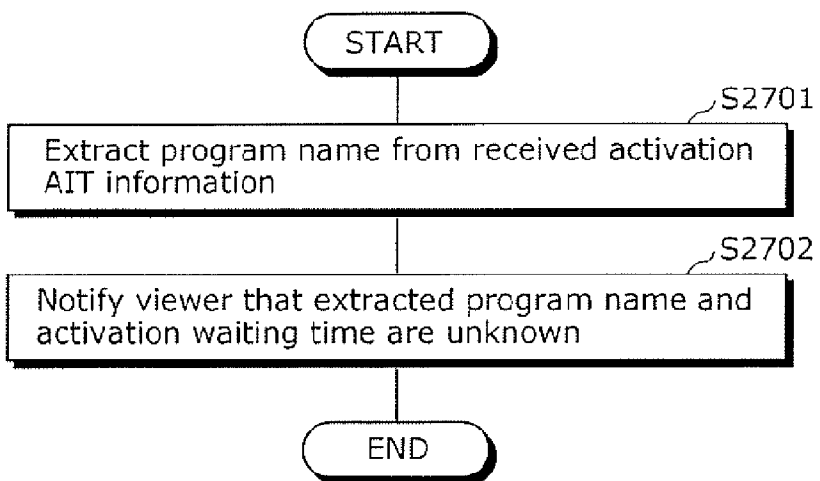 START
S2701
Extract program name from received activation
AIT information
S2702
Notify viewer that extracted program name and
activation waiting time are unknown
END